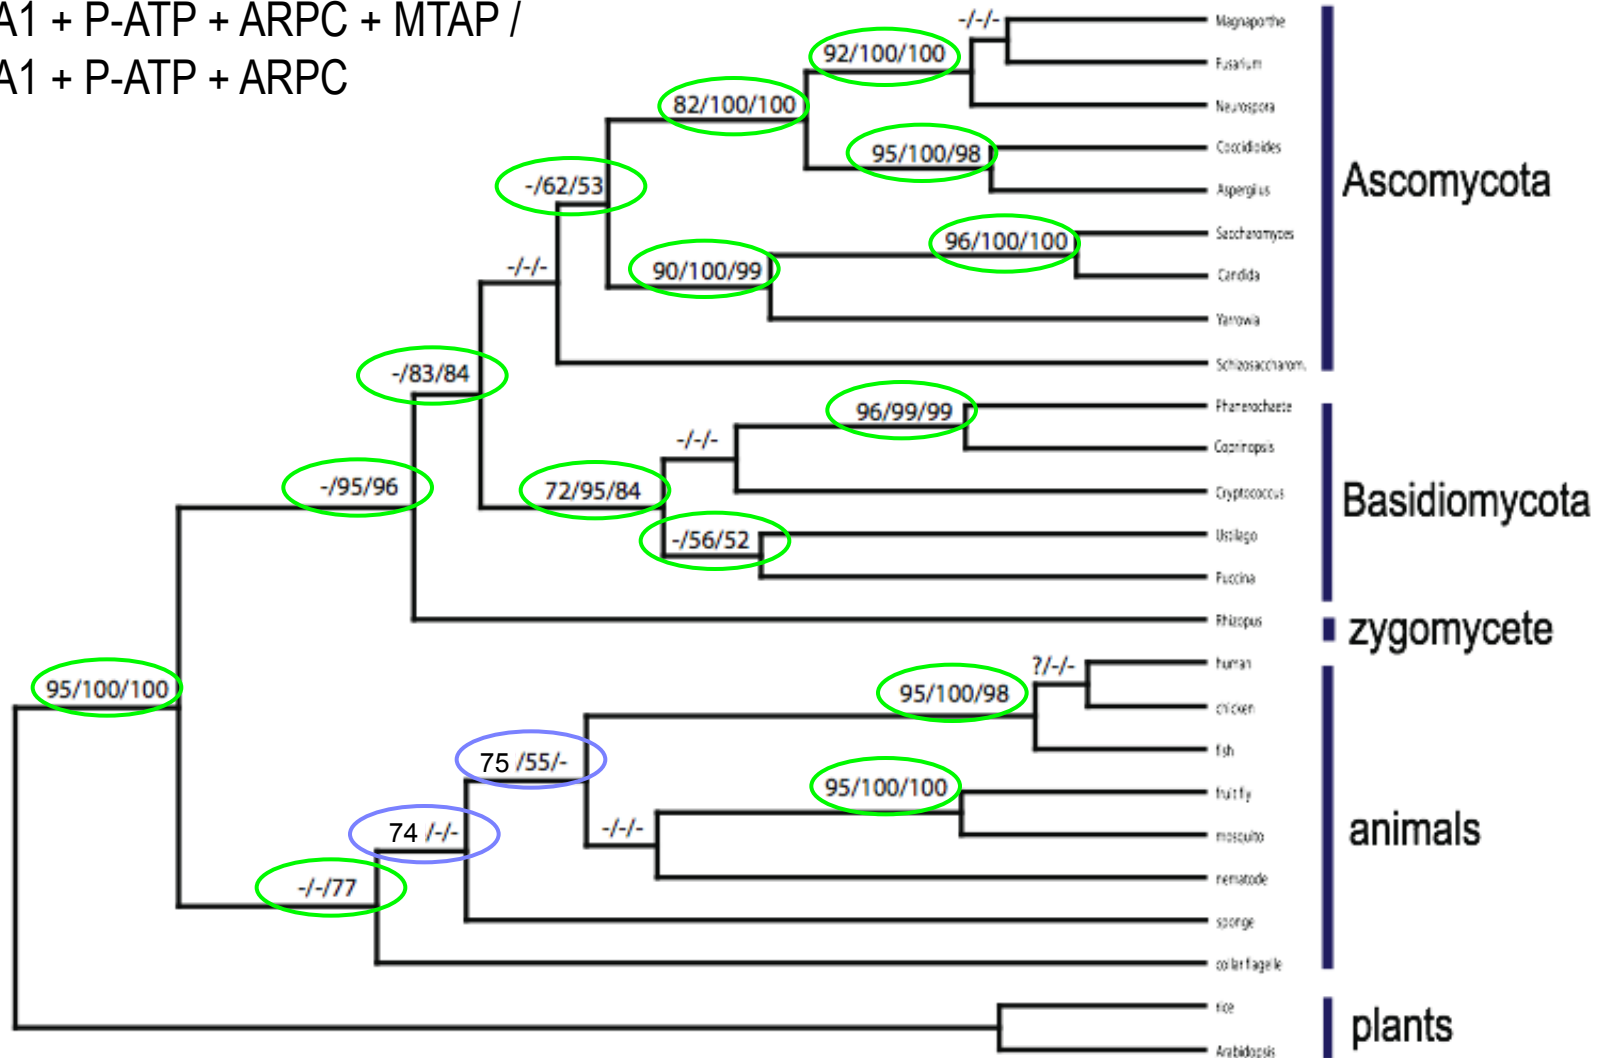 A1 + P-ATP + ARPC + MTAP /
A1 + P-ATP + ARPC
-/-/-
Magnaporthe
92/100/100
Fusarium
82/100/100
Neurospora
95/100/98
Coccidioides
Aspergilus
Ascomycota
-/62/53
96/100/100
Saccharomyces
90/100/99
Candida
-/-/-
Yarrowia
Schizosaccharom.
-/83/84
96/99/99
Phanerochaete
-/-/-
Coprinopsis
-/95/96
72/95/84
Cryptococcus
Basidiomycota
-/56/52
Ustilago
Puccina
Rhizopus
zygomycete
95/100/100
?/-/-
human
95/100/98
chicken
75 /55/-
fish
95/100/100
fruit fly
74 /-/-
-/-/-
mosquito
animals
-/-/77
nematode
sponge
collar flagelle
rice
plants
Arabidopsis